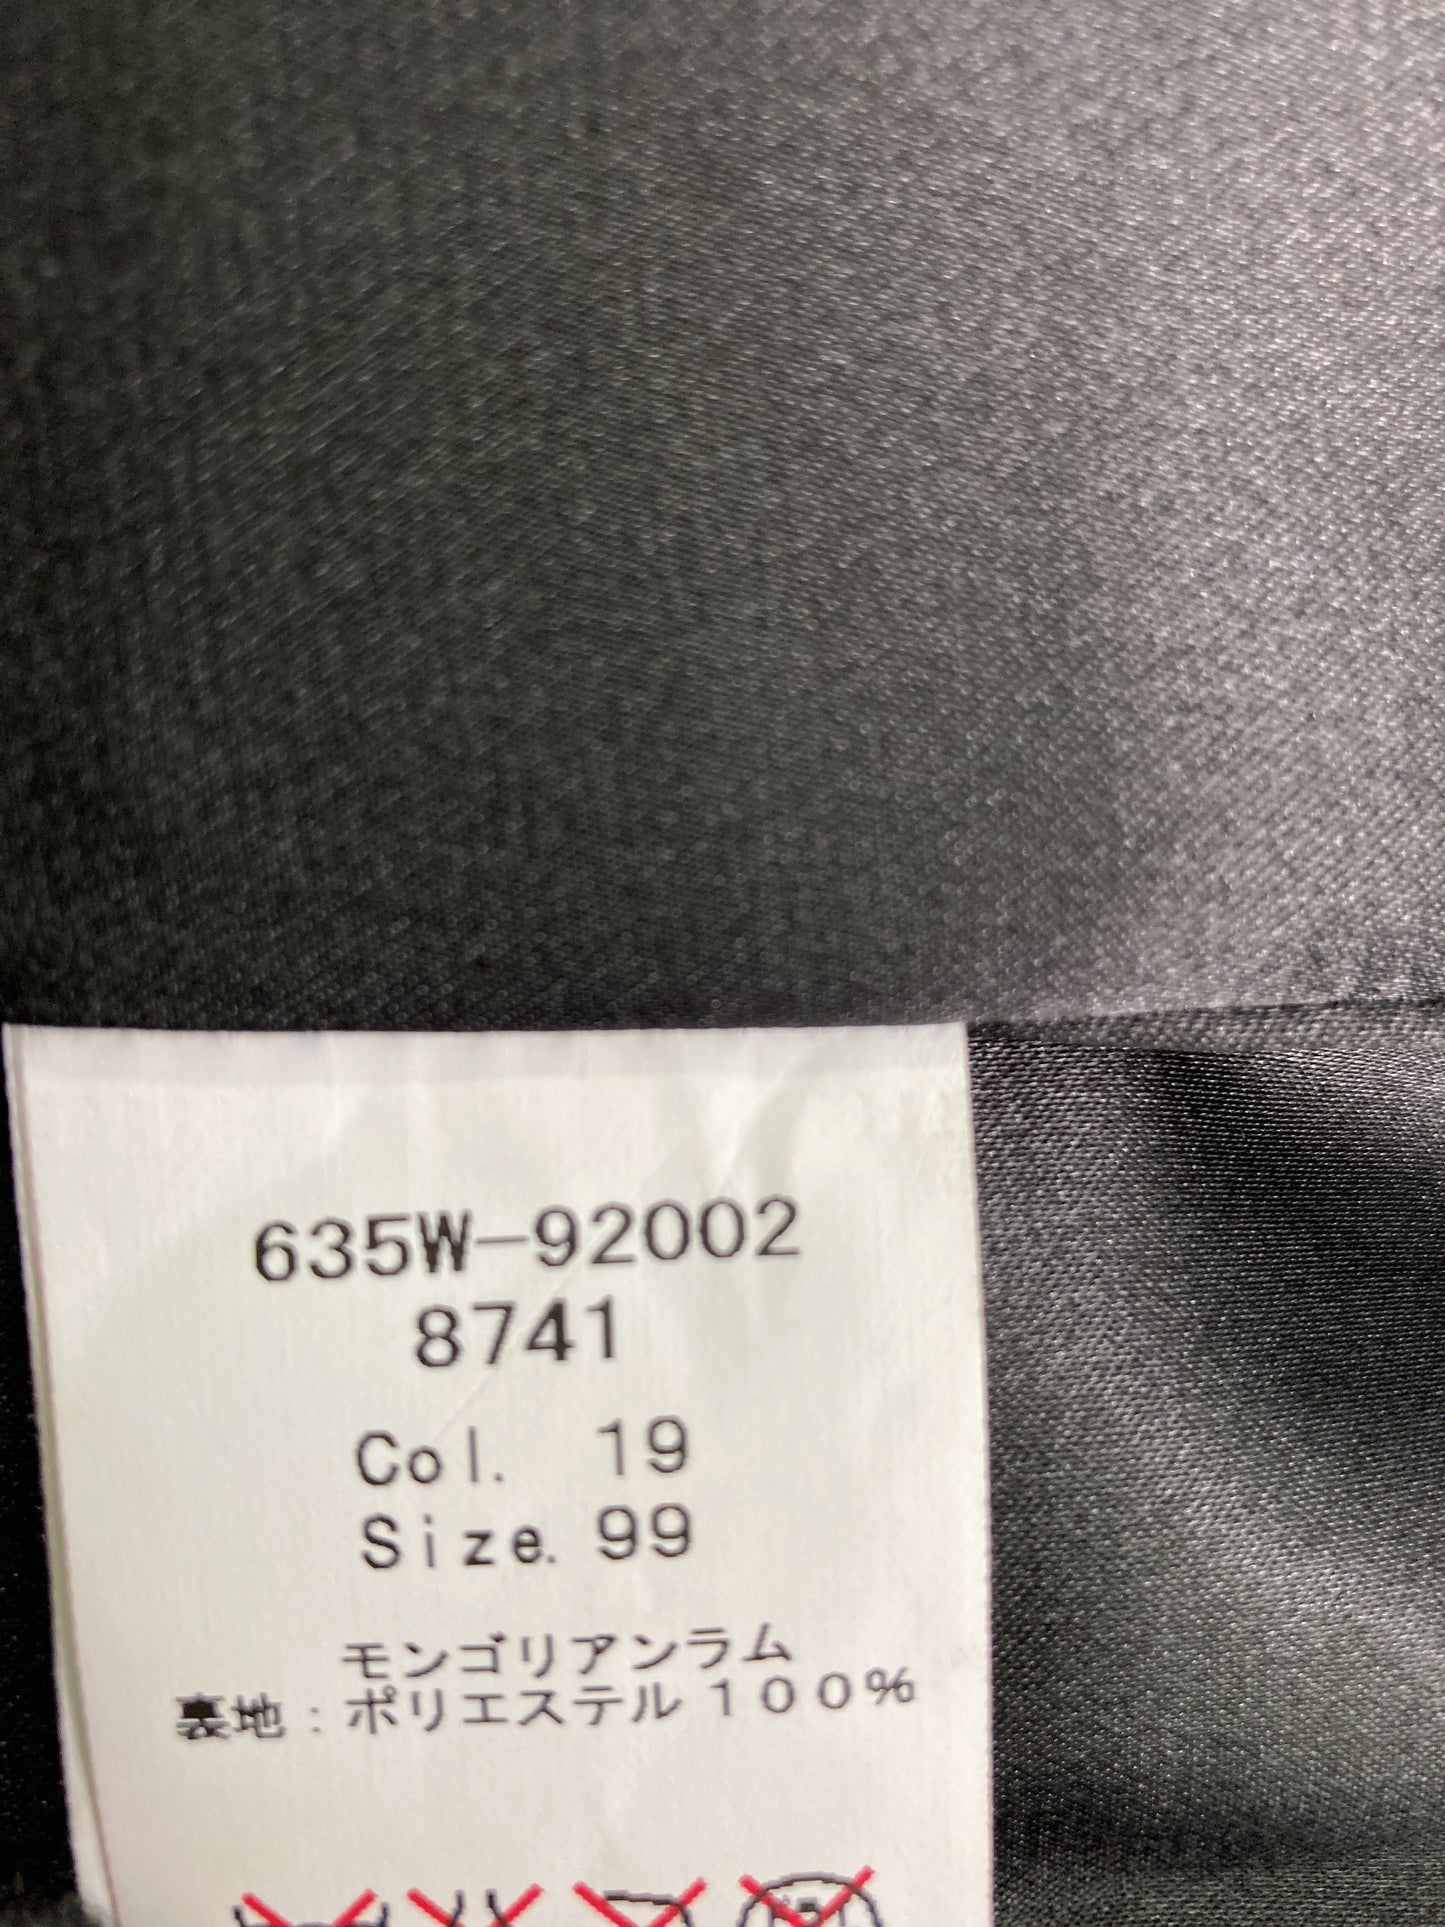 635W-92002
8741
Col. 19
Size. 99
モンゴリアンラム
裏地：ポリエステル１００％